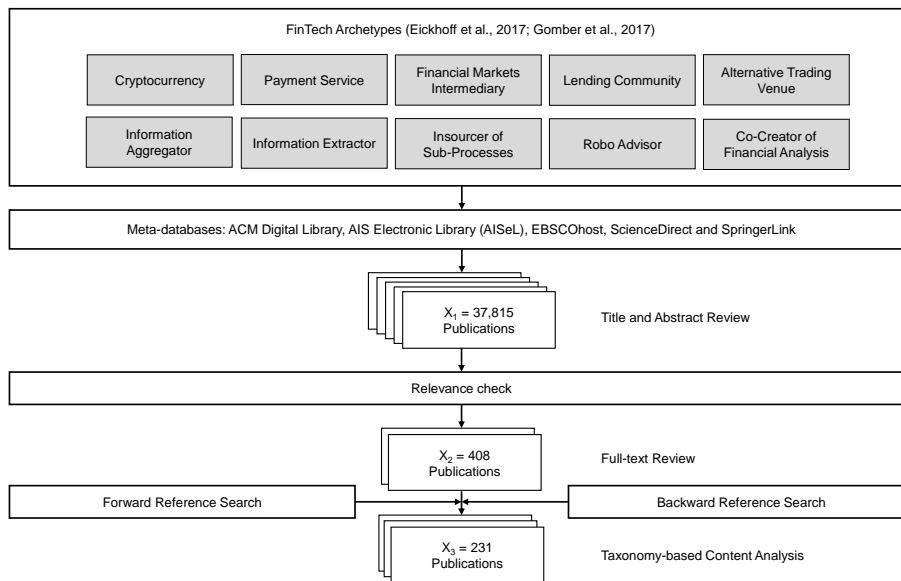 FinTech Archetypes (Eickhoff et al., 2017; Gomber et al., 2017)
Cryptocurrency
Payment Service
Financial Markets
Intermediary
Lending Community
Alternative Trading
Venue
Information
Aggregator
Information Extractor
Insourcer of
Sub-Processes
Robo Advisor
Co-Creator of
Financial Analysis
Meta-databases: ACM Digital Library, AIS Electronic Library (AISeL), EBSCOhost, ScienceDirect and SpringerLink
X₁ = 37,815
Publications
Title and Abstract Review
Relevance check
X₂ = 408
Publications
Full-text Review
Forward Reference Search
Backward Reference Search
X₃ = 231
Publications
Taxonomy-based Content Analysis